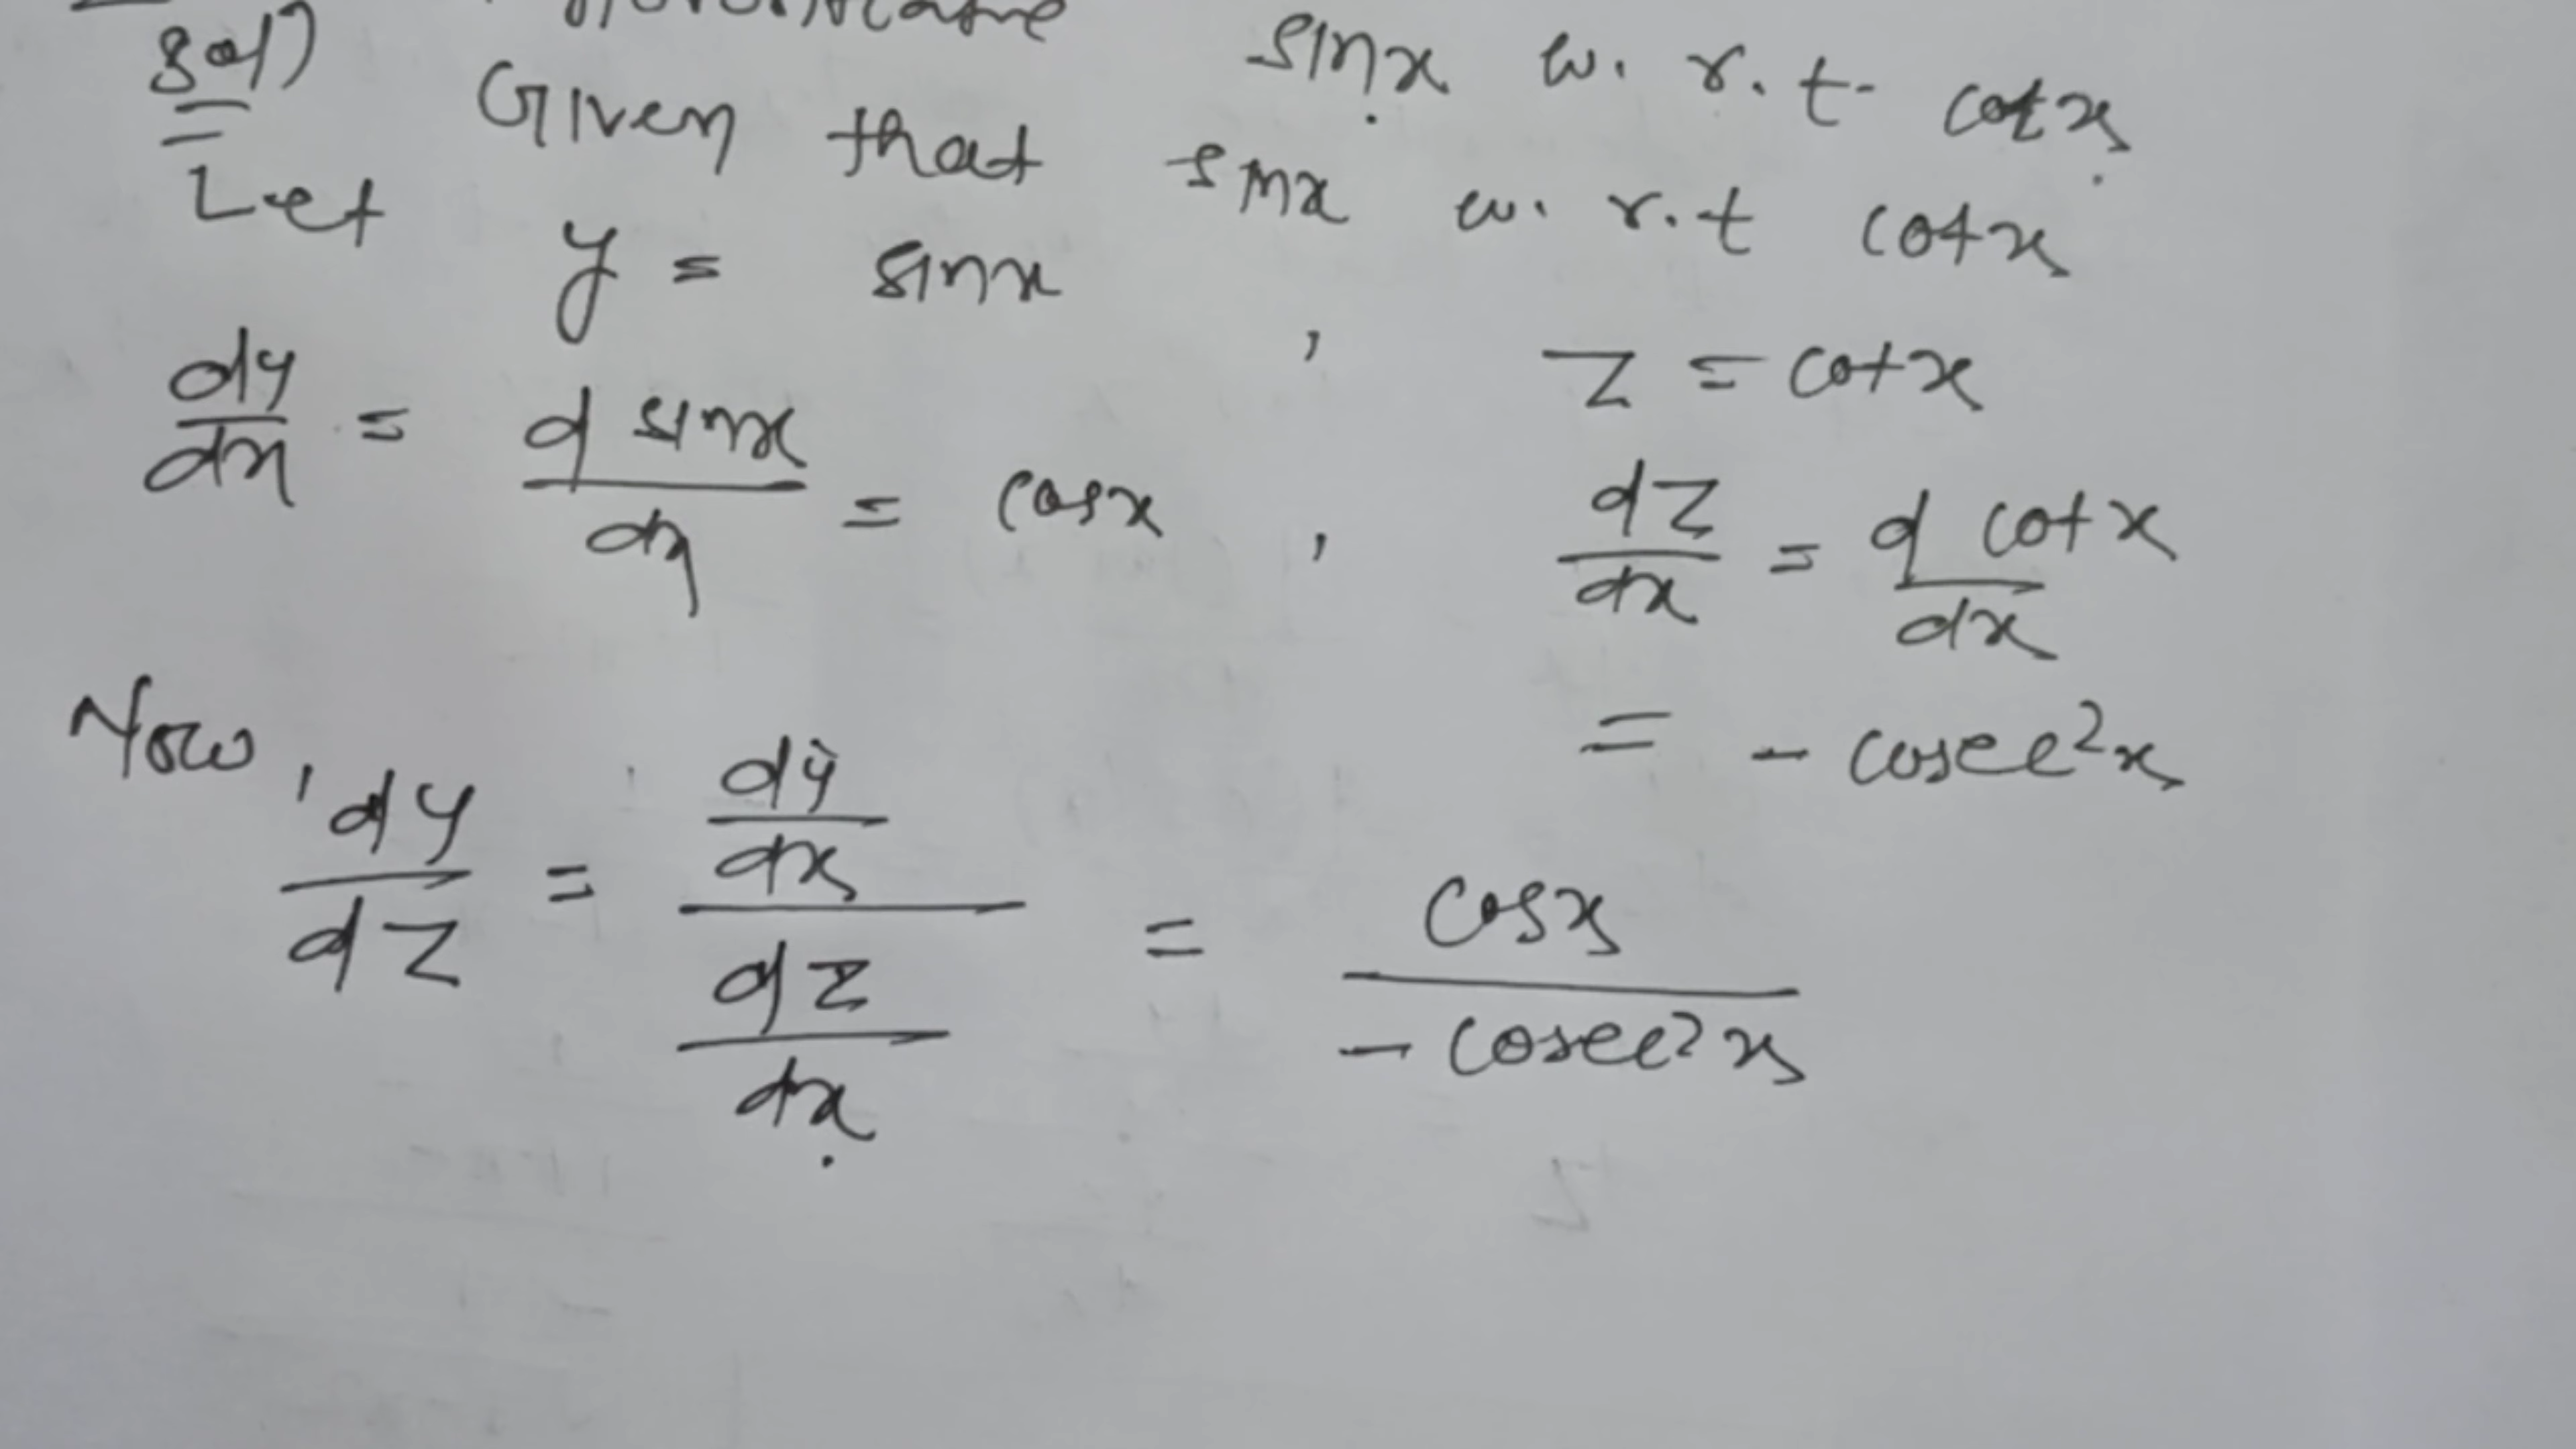 sinx w.r.t. cotx
Sol) Given that sinx w.r.t cotx
Let y = sinx , z = cotx
dy/dx = d sinx/dx = cosx , dz/dx = d cotx/dx
= - cosec²x
Now, dy/dz = (dy/dx)/(dz/dx) = cosx/(- cosec²x)